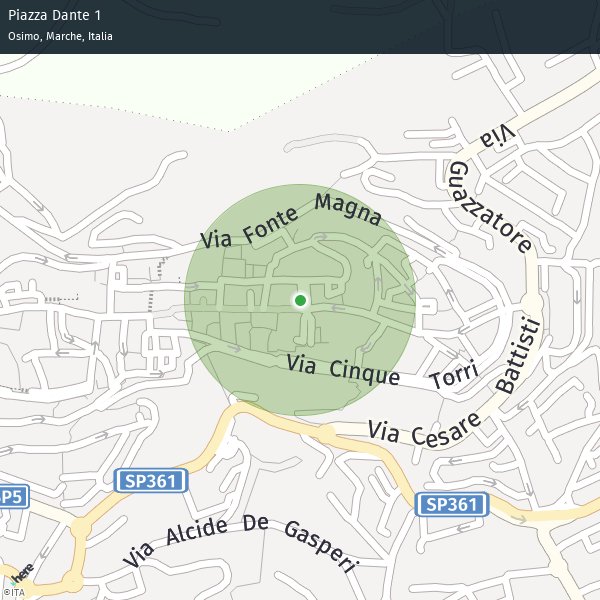 Piazza Dante 1
Osimo, Marche, Italia
Via
Guazzatore
Via Fonte Magna
Via Cinque Torri
Via Cesare Battisti
SP361
SP361
SP5
Via Alcide De Gasperi
here
©ITA